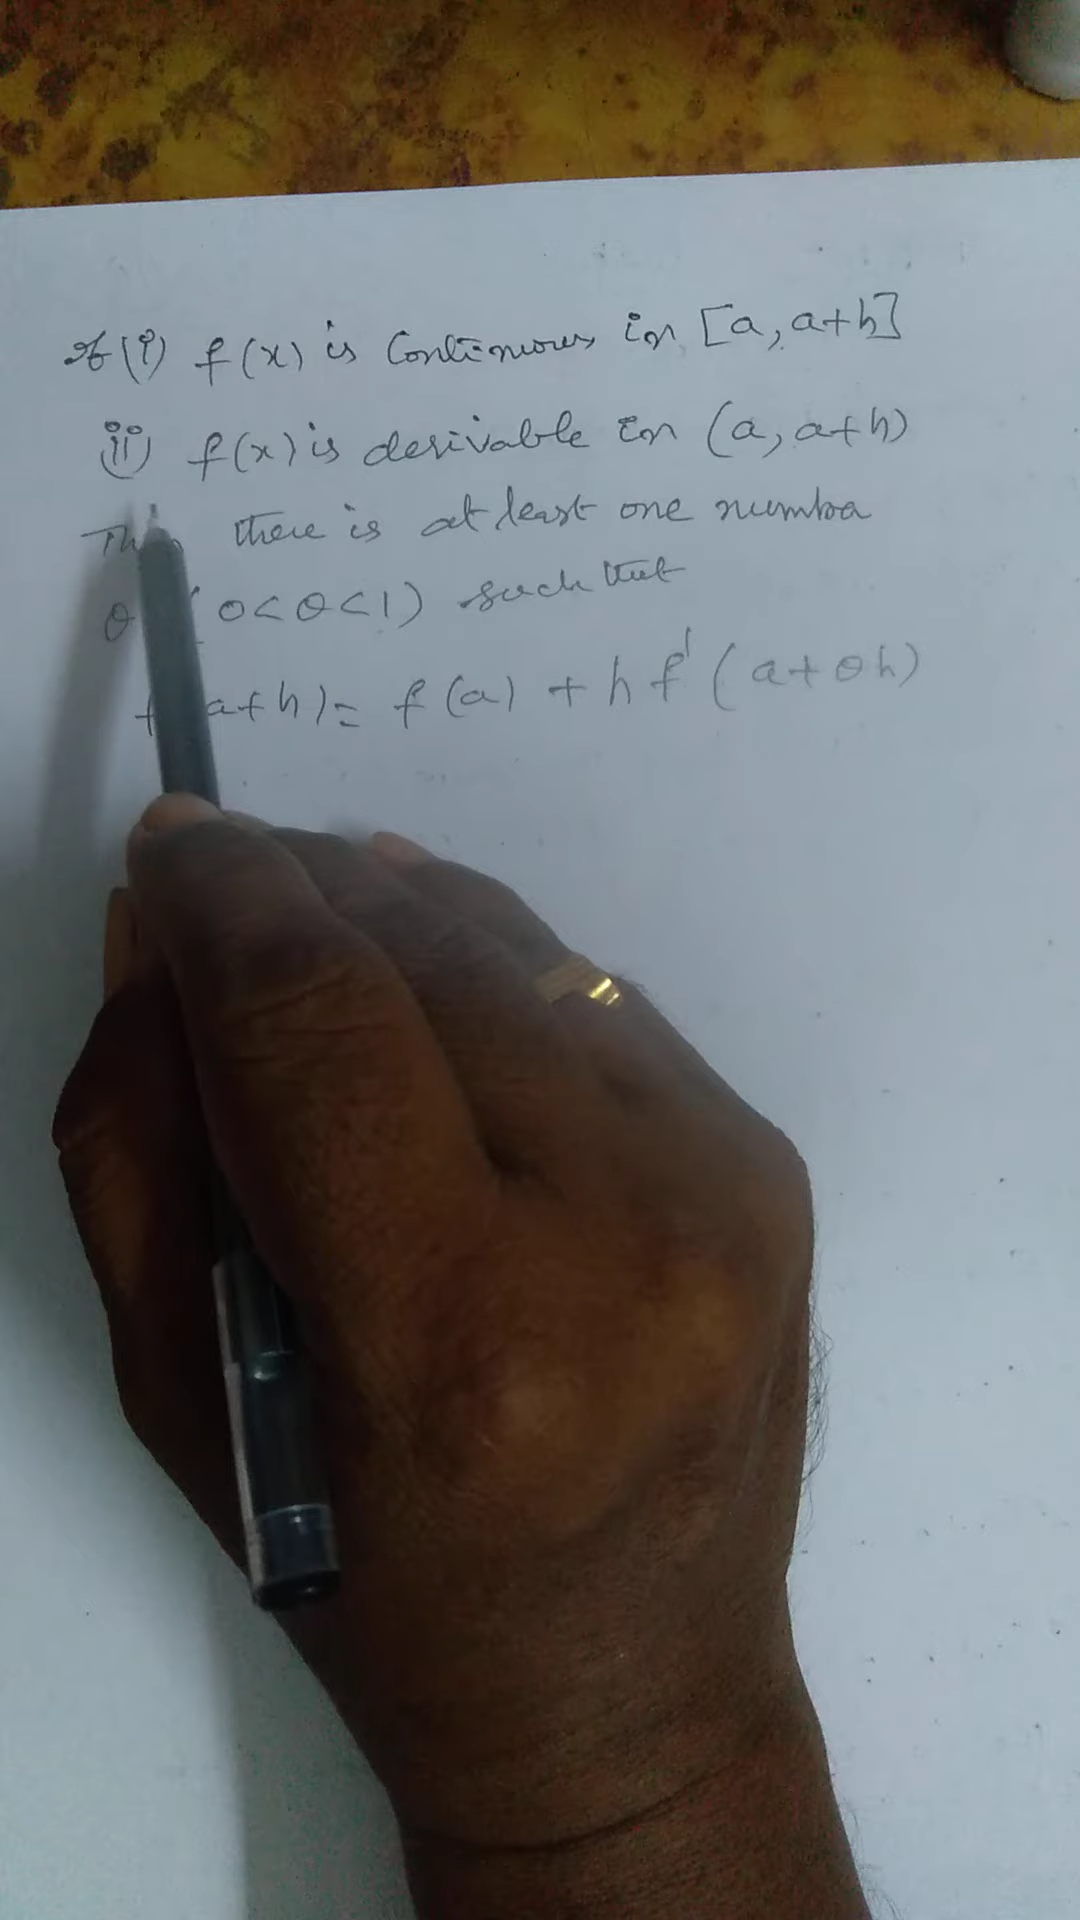 If (i) f(x) is Continuous in [a, a+h]
(ii) f(x) is derivable in (a, a+h)
there is at least one number
θ (0<θ<1) such that
f(a+h) = f(a) + h f'(a+θh)